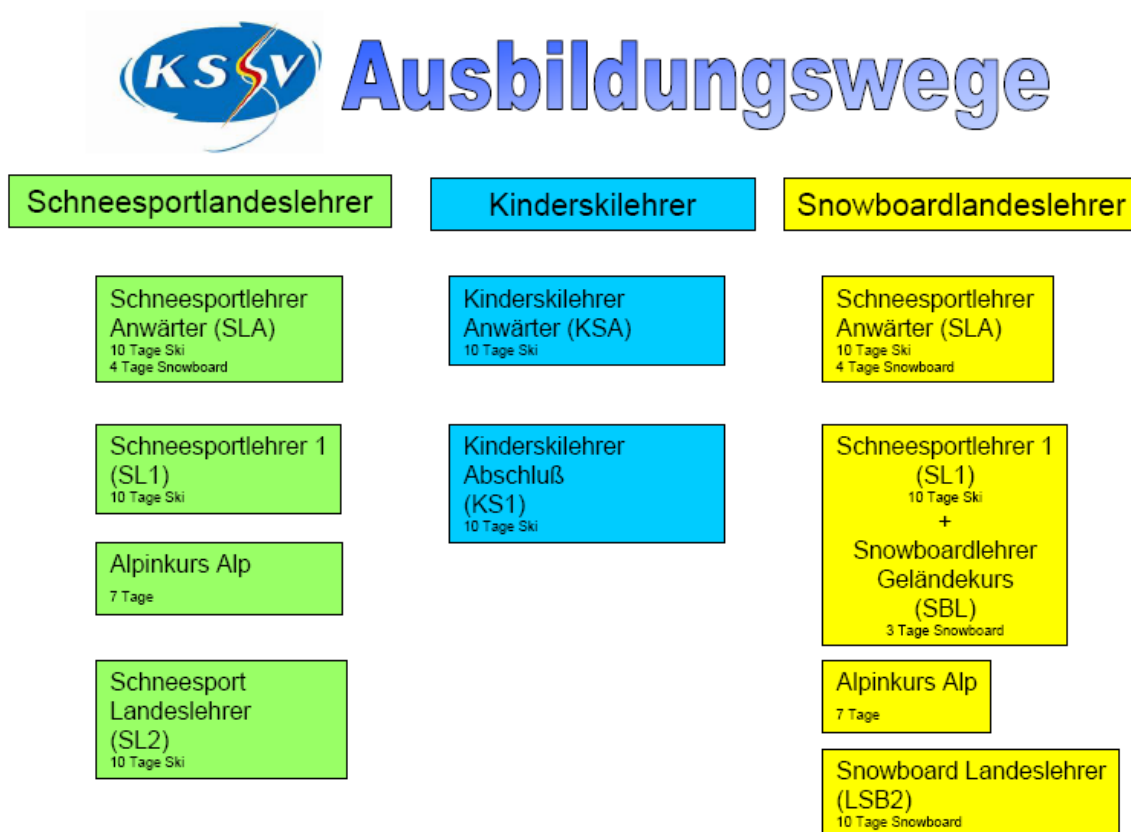 KSSV Ausbildungswege
Schneesportlandeslehrer
Schneesportlehrer
Anwärter (SLA)
10 Tage Ski
4 Tage Snowboard
Schneesportlehrer 1
(SL1)
10 Tage Ski
Alpinkurs Alp
7 Tage
Schneesport
Landeslehrer
(SL2)
10 Tage Ski
Kinderskilehrer
Kinderskilehrer
Anwärter (KSA)
10 Tage Ski
Kinderskilehrer
Abschluß
(KS1)
10 Tage Ski
Snowboardlandeslehrer
Schneesportlehrer
Anwärter (SLA)
10 Tage Ski
4 Tage Snowboard
Schneesportlehrer 1
(SL1)
10 Tage Ski
+
Snowboardlehrer
Geländekurs
(SBL)
3 Tage Snowboard
Alpinkurs Alp
7 Tage
Snowboard Landeslehrer
(LSB2)
10 Tage Snowboard